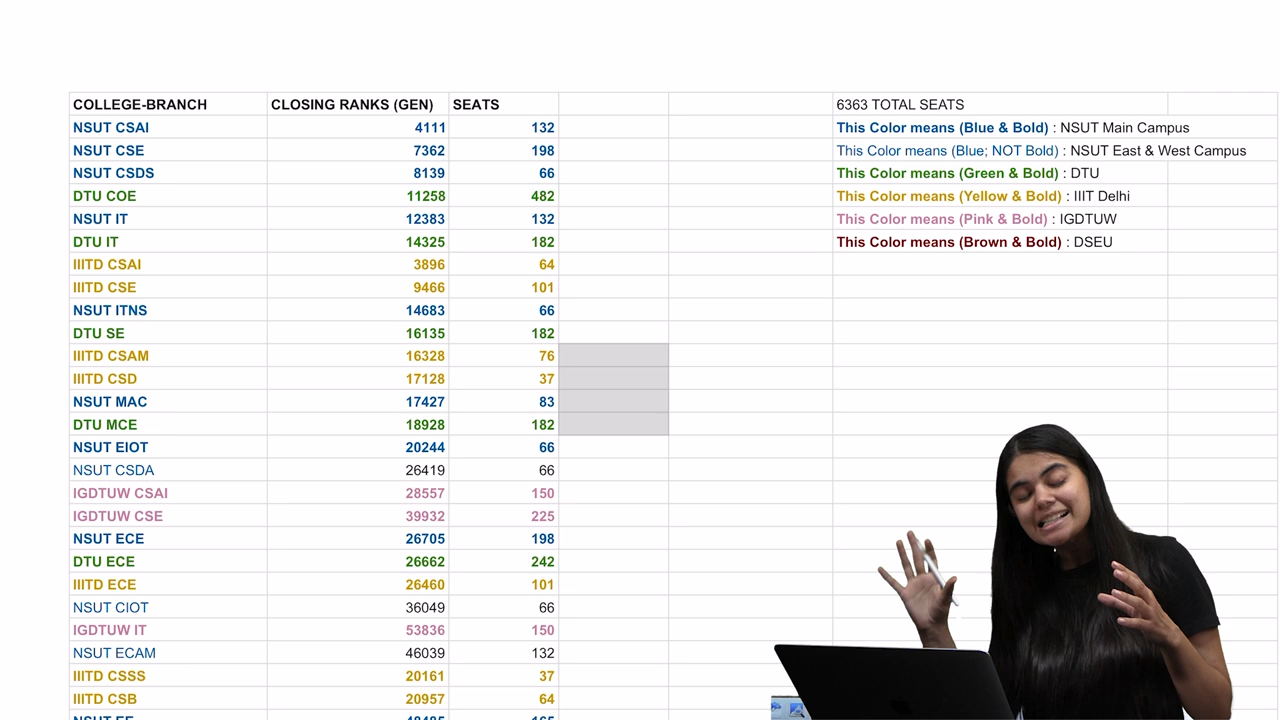 COLLEGE-BRANCH CLOSING RANKS (GEN) SEATS 6363 TOTAL SEATS
NSUT CSAI 4111 132 This Color means (Blue & Bold) : NSUT Main Campus
NSUT CSE 7362 198 This Color means (Blue; NOT Bold) : NSUT East & West Campus
NSUT CSDS 8139 66 This Color means (Green & Bold) : DTU
DTU COE 11258 482 This Color means (Yellow & Bold) : IIIT Delhi
NSUT IT 12383 132 This Color means (Pink & Bold) : IGDTUW
DTU IT 14325 182 This Color means (Brown & Bold) : DSEU
IIITD CSAI 3896 64
IIITD CSE 9466 101
NSUT ITNS 14683 66
DTU SE 16135 182
IIITD CSAM 16328 76
IIITD CSD 17128 37
NSUT MAC 17427 83
DTU MCE 18928 182
NSUT EIOT 20244 66
NSUT CSDA 26419 66
IGDTUW CSAI 28557 150
IGDTUW CSE 39932 225
NSUT ECE 26705 198
DTU ECE 26662 242
IIITD ECE 26460 101
NSUT CIOT 36049 66
IGDTUW IT 53836 150
NSUT ECAM 46039 132
IIITD CSSS 20161 37
IIITD CSB 20957 64